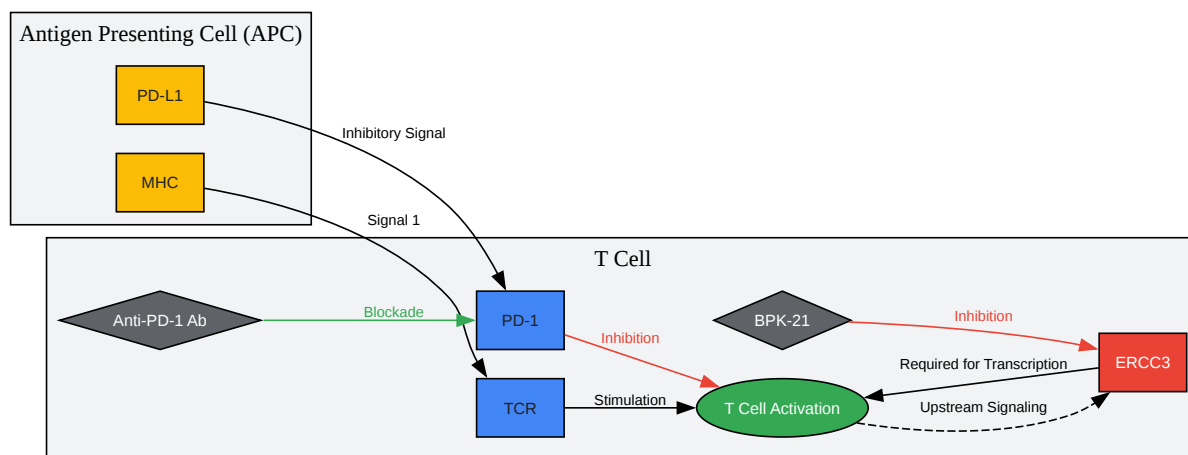 Antigen Presenting Cell (APC)
PD-L1
Inhibitory Signal
MHC
Signal 1
T Cell
Anti-PD-1 Ab
Blockade
PD-1
Inhibition
BPK-21
Inhibition
ERCC3
Required for Transcription
TCR
Stimulation
T Cell Activation
Upstream Signaling